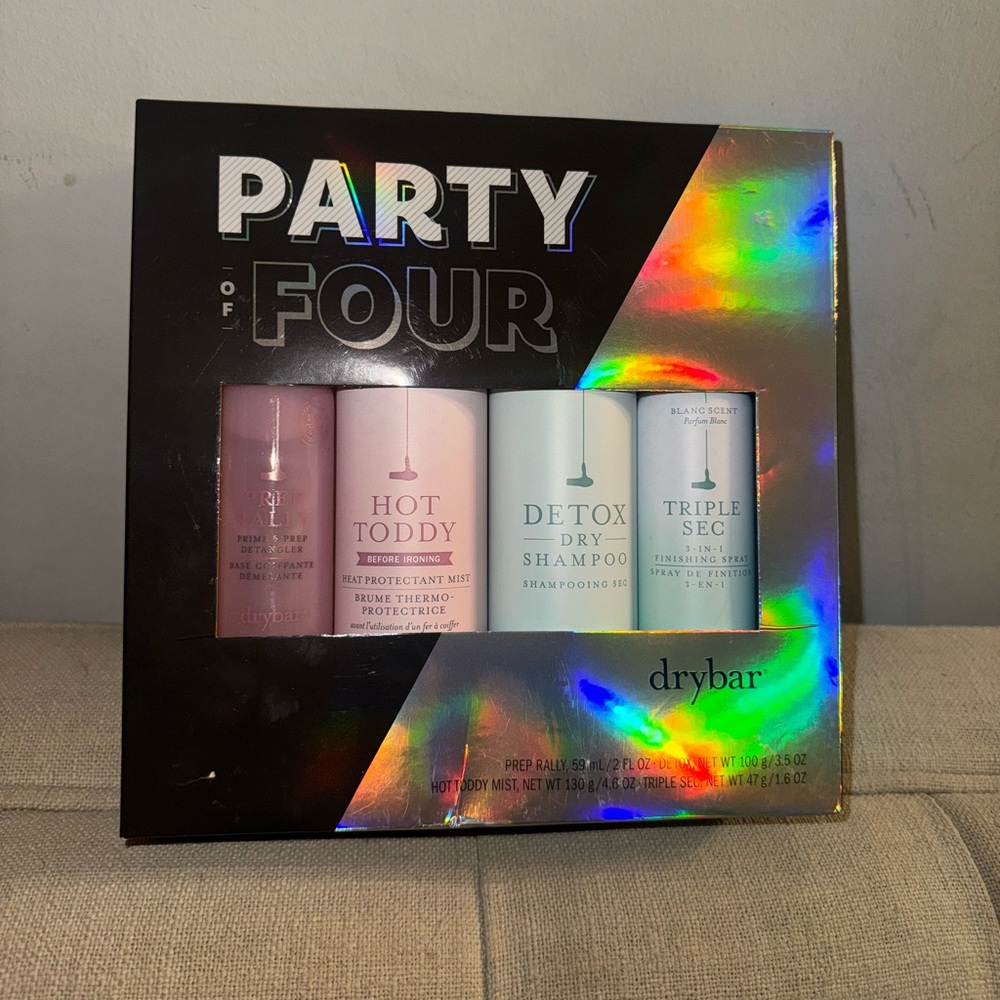 PARTY
OF
FOUR
PREP
RALLY
PRIME & PREP
DETANGLER
BASE COIFFANTE
DÉMÊLANTE
drybar
HOT
TODDY
BEFORE IRONING
HEAT PROTECTANT MIST
BRUME THERMO-
PROTECTRICE
avant l'utilisation d'un fer à coiffer
DETOX
DRY
SHAMPOO
SHAMPOOING SEC
BLANC SCENT
Parfum Blanc
TRIPLE
SEC
3-IN-1
FINISHING SPRAY
SPRAY DE FINITION
3-EN-1
drybar
PREP RALLY, 59 mL/2 FL OZ · DETOX, NET WT 100 g/3.5 OZ
HOT TODDY MIST, NET WT 130 g/4.6 OZ · TRIPLE SEC, NET WT 47 g/1.6 OZ